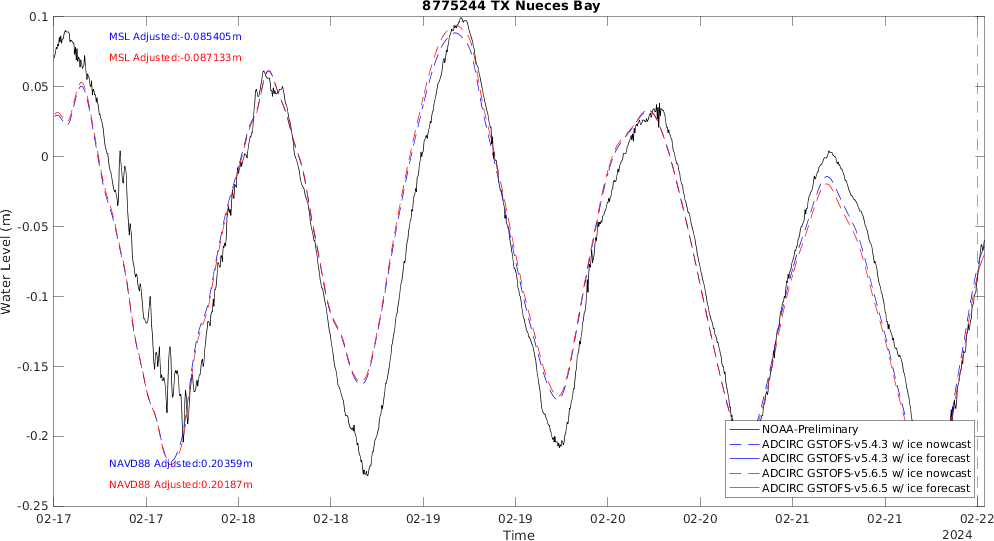 8775244 TX Nueces Bay
0.1
MSL Adjusted:-0.085405m
MSL Adjusted:-0.087133m
0.05
0
-0.05
Water Level (m)
-0.1
-0.15
-0.2
NOAA-Preliminary
ADCIRC GSTOFS-v5.4.3 w/ ice nowcast
ADCIRC GSTOFS-v5.4.3 w/ ice forecast
ADCIRC GSTOFS-v5.6.5 w/ ice nowcast
ADCIRC GSTOFS-v5.6.5 w/ ice forecast
NAVD88 Adjusted:0.20359m
NAVD88 Adjusted:0.20187m
-0.25
02-17 02-17 02-18 02-18 02-19 02-19 02-20 02-20 02-21 02-21 02-22
Time
2024